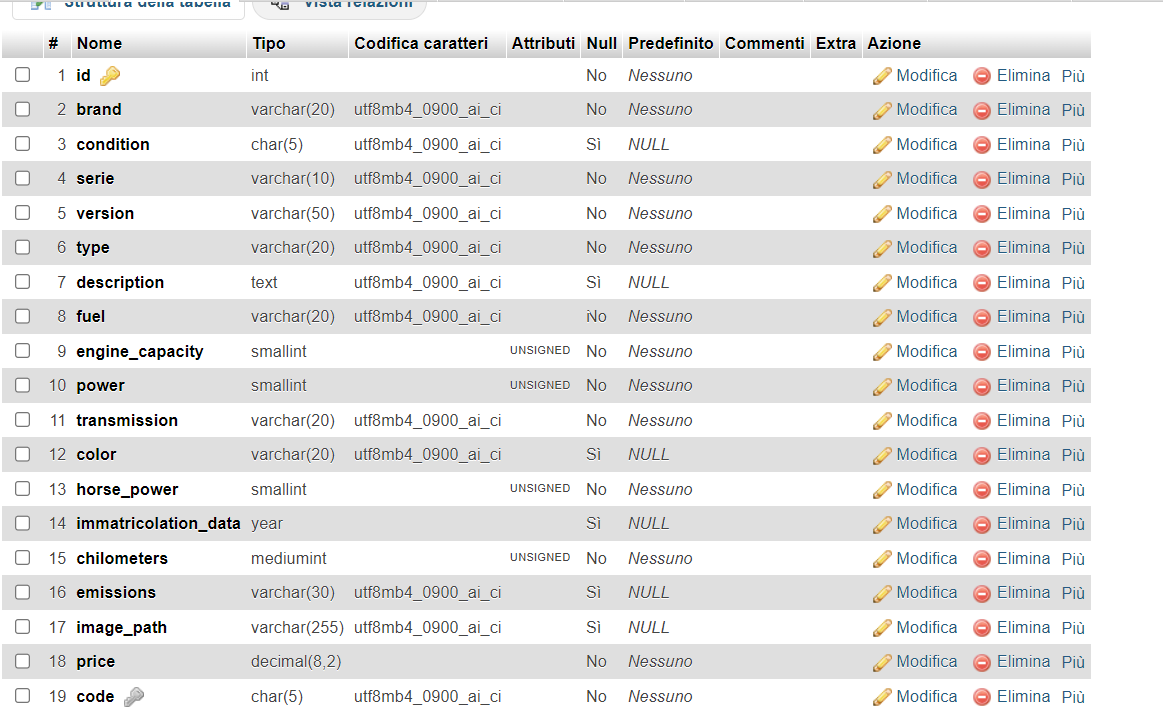 Struttura della tabella Vista relazioni
# Nome Tipo Codifica caratteri Attributi Null Predefinito Commenti Extra Azione
1 id int No Nessuno Modifica Elimina Più
2 brand varchar(20) utf8mb4_0900_ai_ci No Nessuno Modifica Elimina Più
3 condition char(5) utf8mb4_0900_ai_ci Sì NULL Modifica Elimina Più
4 serie varchar(10) utf8mb4_0900_ai_ci No Nessuno Modifica Elimina Più
5 version varchar(50) utf8mb4_0900_ai_ci No Nessuno Modifica Elimina Più
6 type varchar(20) utf8mb4_0900_ai_ci No Nessuno Modifica Elimina Più
7 description text utf8mb4_0900_ai_ci Sì NULL Modifica Elimina Più
8 fuel varchar(20) utf8mb4_0900_ai_ci No Nessuno Modifica Elimina Più
9 engine_capacity smallint UNSIGNED No Nessuno Modifica Elimina Più
10 power smallint UNSIGNED No Nessuno Modifica Elimina Più
11 transmission varchar(20) utf8mb4_0900_ai_ci No Nessuno Modifica Elimina Più
12 color varchar(20) utf8mb4_0900_ai_ci Sì NULL Modifica Elimina Più
13 horse_power smallint UNSIGNED No Nessuno Modifica Elimina Più
14 immatricolation_data year Sì NULL Modifica Elimina Più
15 chilometers mediumint UNSIGNED No Nessuno Modifica Elimina Più
16 emissions varchar(30) utf8mb4_0900_ai_ci Sì NULL Modifica Elimina Più
17 image_path varchar(255) utf8mb4_0900_ai_ci Sì NULL Modifica Elimina Più
18 price decimal(8,2) No Nessuno Modifica Elimina Più
19 code char(5) utf8mb4_0900_ai_ci No Nessuno Modifica Elimina Più